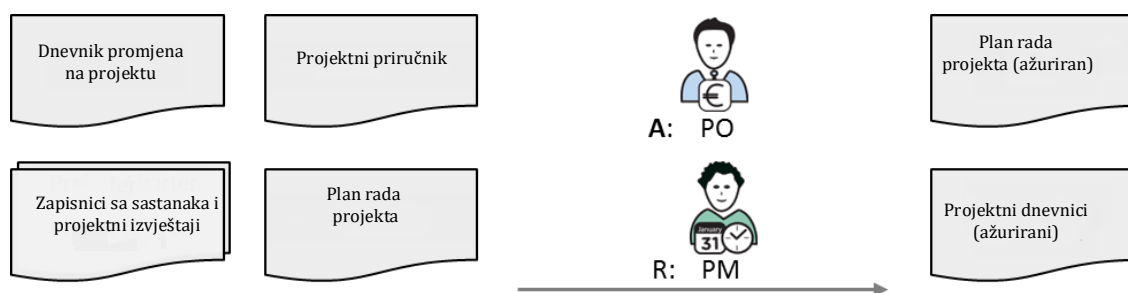 Dnevnik promjena
na projektu
Projektni priručnik
A: PO
Plan rada
projekta (ažuriran)
Zapisnici sa sastanaka i
projektni izvještaji
Plan rada
projekta
January
31
R: PM
Projektni dnevnici
(ažurirani)